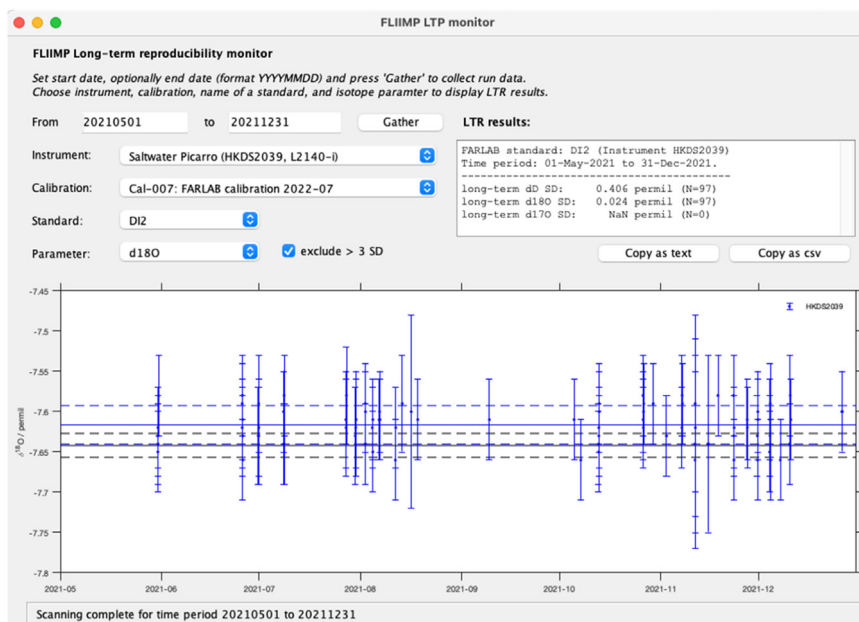 FLIIMP LTP monitor
FLIIMP Long-term reproducibility monitor
Set start date, optionally end date (format YYYYMMDD) and press 'Gather' to collect run data.
Choose instrument, calibration, name of a standard, and isotope paramter to display LTR results.
From 20210501 to 20211231 Gather LTR results:
Instrument: Saltwater Picarro (HKDS2039, L2140-i)
Calibration: Cal-007: FARLAB calibration 2022-07
Standard: DI2
Parameter: d18O exclude > 3 SD
FARLAB standard: DI2 (Instrument HKDS2039)
Time period: 01-May-2021 to 31-Dec-2021.
----------------------------------------
long-term dD SD: 0.406 permil (N=97)
long-term d18O SD: 0.024 permil (N=97)
long-term d17O SD: NaN permil (N=0)
Copy as text Copy as csv
HKDS2039
δ18O / permil
-7.45
-7.5
-7.55
-7.6
-7.65
-7.7
-7.75
-7.8
2021-05 2021-06 2021-07 2021-08 2021-09 2021-10 2021-11 2021-12
Scanning complete for time period 20210501 to 20211231